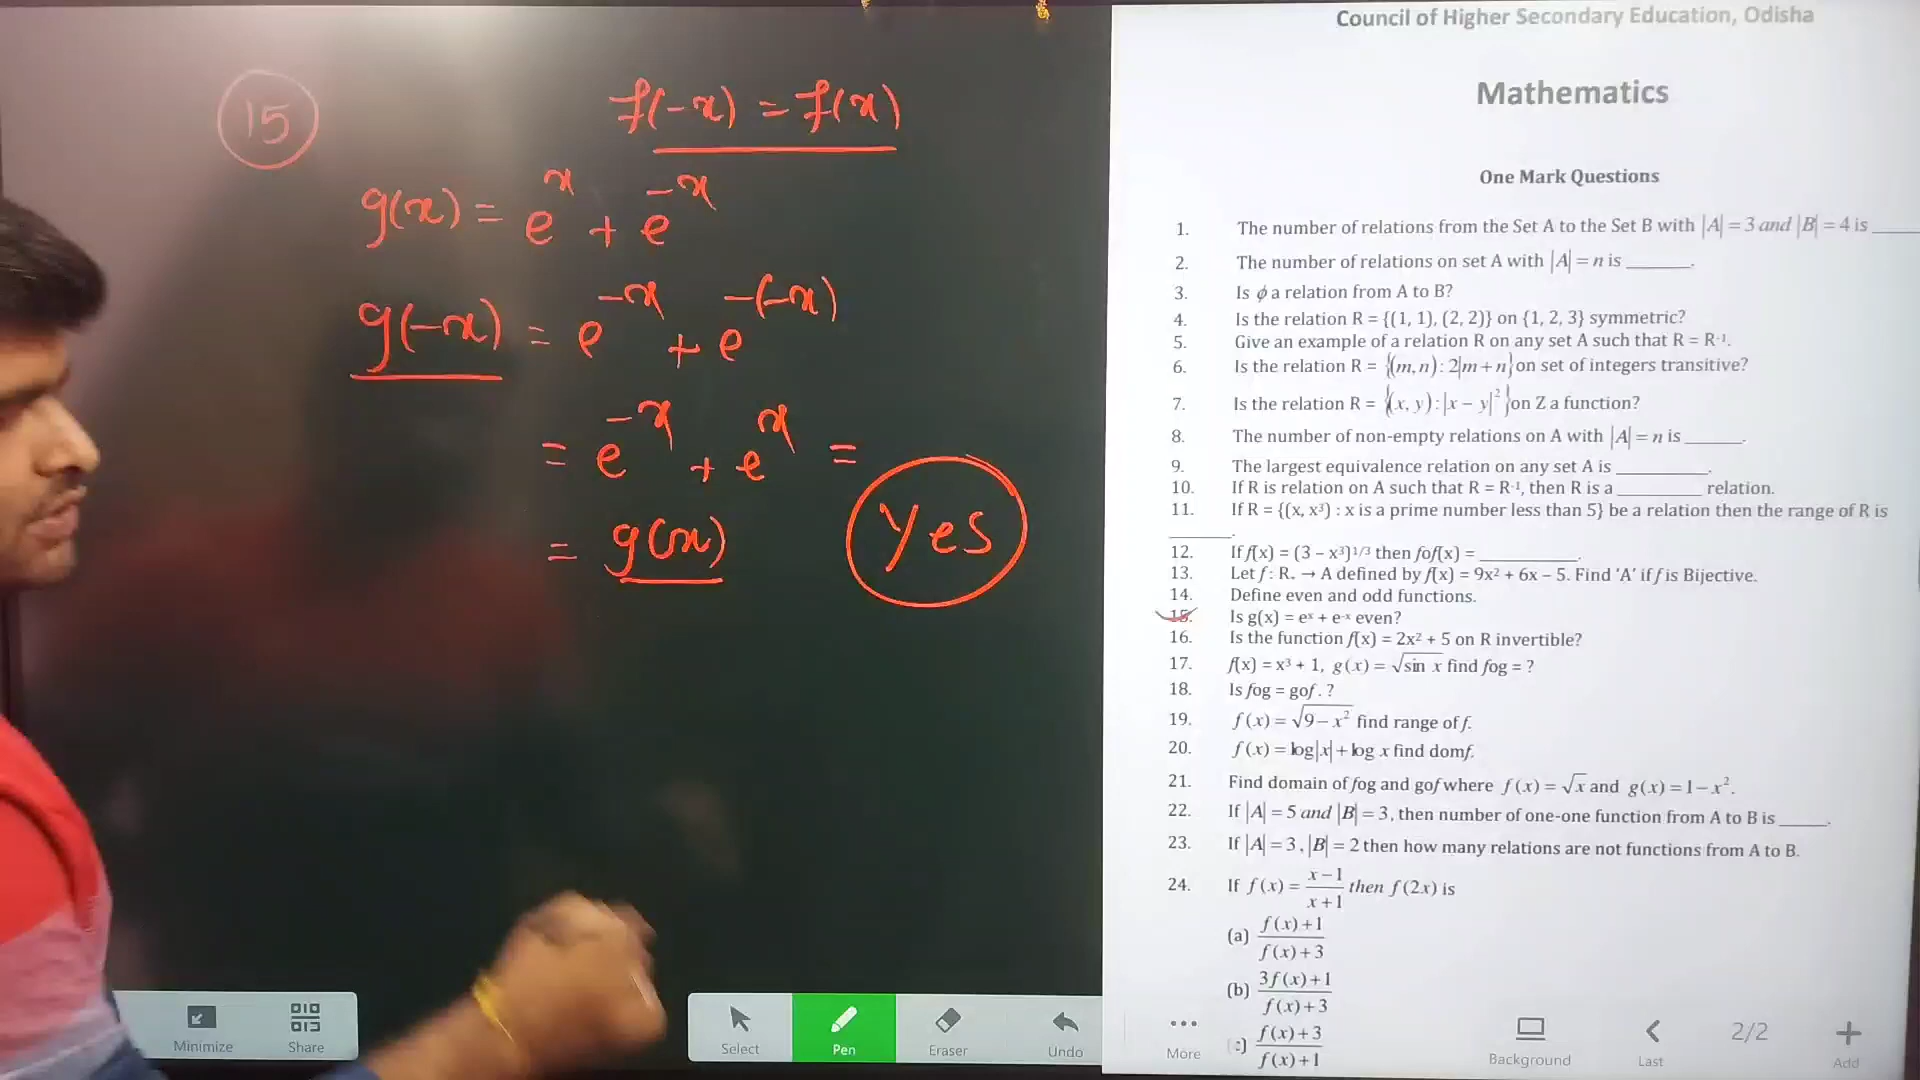 15
f(-x) = f(x)
g(x) = e^x + e^-x
g(-x) = e^-x + e^-(-x)
= e^-x + e^x =
= g(x)
Yes
Minimize
Share
Select
Pen
Eraser
Undo
Council of Higher Secondary Education, Odisha
Mathematics
One Mark Questions
1. The number of relations from the Set A to the Set B with |A| = 3 and |B| = 4 is ____
2. The number of relations on set A with |A| = n is ______.
3. Is ϕ a relation from A to B?
4. Is the relation R = {(1, 1), (2, 2)} on {1, 2, 3} symmetric?
5. Give an example of a relation R on any set A such that R = R⁻¹.
6. Is the relation R = {(m, n) : 2|m + n} on set of integers transitive?
7. Is the relation R = {(x, y) : |x − y|²} on Z a function?
8. The number of non-empty relations on A with |A| = n is _____.
9. The largest equivalence relation on any set A is ________.
10. If R is relation on A such that R = R⁻¹, then R is a ________ relation.
11. If R = {(x, x³) : x is a prime number less than 5} be a relation then the range of R is
______.
12. If f(x) = (3 – x³)^1/3 then fof(x) = _________.
13. Let f : R₊ → A defined by f(x) = 9x² + 6x – 5. Find 'A' if f is Bijective.
14. Define even and odd functions.
15. Is g(x) = e^x + e^-x even?
16. Is the function f(x) = 2x² + 5 on R invertible?
17. f(x) = x³ + 1, g(x) = √sin x find fog = ?
18. Is fog = gof . ?
19. f(x) = √9 − x² find range of f.
20. f(x) = log|x| + log x find domf.
21. Find domain of fog and gof where f(x) = √x and g(x) = 1 − x².
22. If |A| = 5 and |B| = 3, then number of one-one function from A to B is _____.
23. If |A| = 3, |B| = 2 then how many relations are not functions from A to B.
24. If f(x) = x − 1 / x + 1 then f(2x) is
(a) f(x) + 1 / f(x) + 3
(b) 3f(x) + 1 / f(x) + 3
:) f(x) + 3 / f(x) + 1
More
Background
Last
2/2
Add